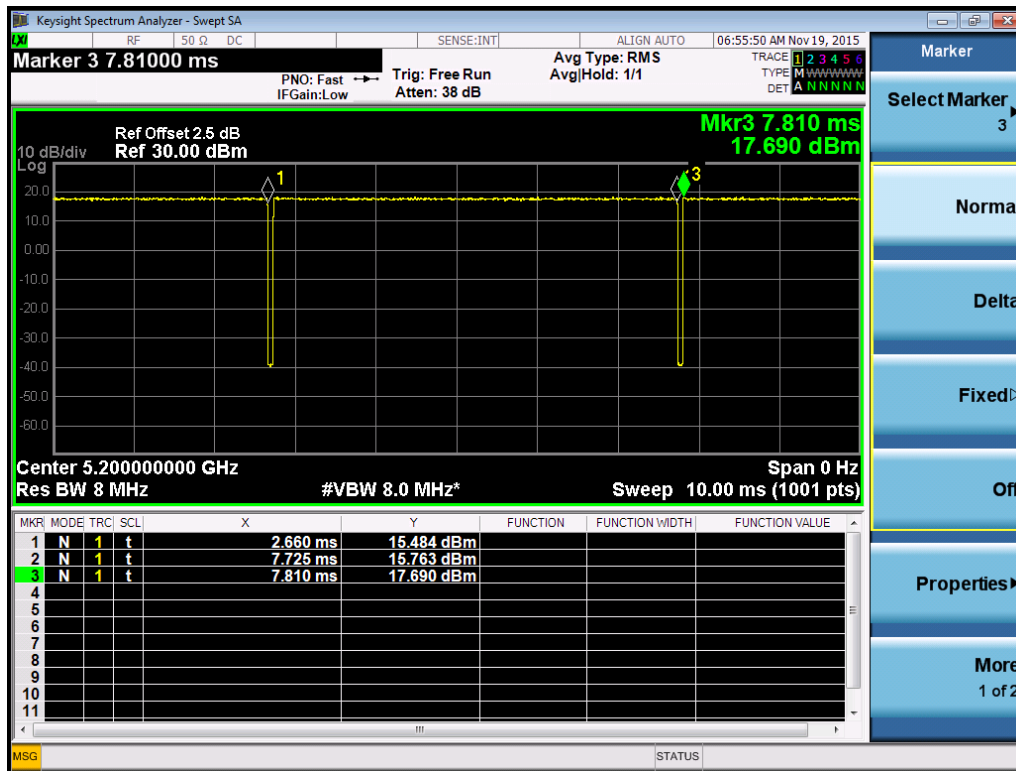 Keysight Spectrum Analyzer - Swept SA
LXI RF 50 Ω DC SENSE:INT ALIGN AUTO 06:55:50 AM Nov 19, 2015
Marker 3 7.81000 ms
PNO: Fast
IFGain:Low
Trig: Free Run
Atten: 38 dB
Avg Type: RMS
Avg|Hold: 1/1
TRACE 1 2 3 4 5 6
TYPE M W W W W W
DET A N N N N N
Mkr3 7.810 ms
17.690 dBm
Ref Offset 2.5 dB
10 dB/div Ref 30.00 dBm
Log
1
3
20.0
10.0
0.00
-10.0
-20.0
-30.0
-40.0
-50.0
-60.0
Center 5.200000000 GHz Span 0 Hz
Res BW 8 MHz #VBW 8.0 MHz* Sweep 10.00 ms (1001 pts)
MKR MODE TRC SCL X Y FUNCTION FUNCTION WIDTH FUNCTION VALUE
1 N 1 t 2.660 ms 15.484 dBm
2 N 1 t 7.725 ms 15.763 dBm
3 N 1 t 7.810 ms 17.690 dBm
4
5
6
7
8
9
10
11
MSG STATUS
Marker
Select Marker
3
Norma
Delta
Fixed
Off
Properties
More
1 of 2